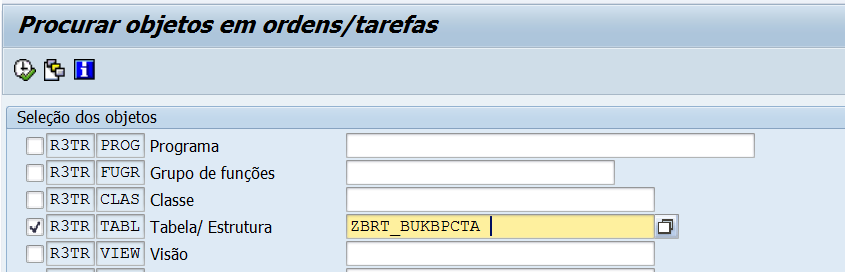 Procurar objetos em ordens/tarefas
Seleção dos objetos
R3TR PROG Programa
R3TR FUGR Grupo de funções
R3TR CLAS Classe
R3TR TABL Tabela/ Estrutura ZBRT_BUKBPCTA
R3TR VIEW Visão